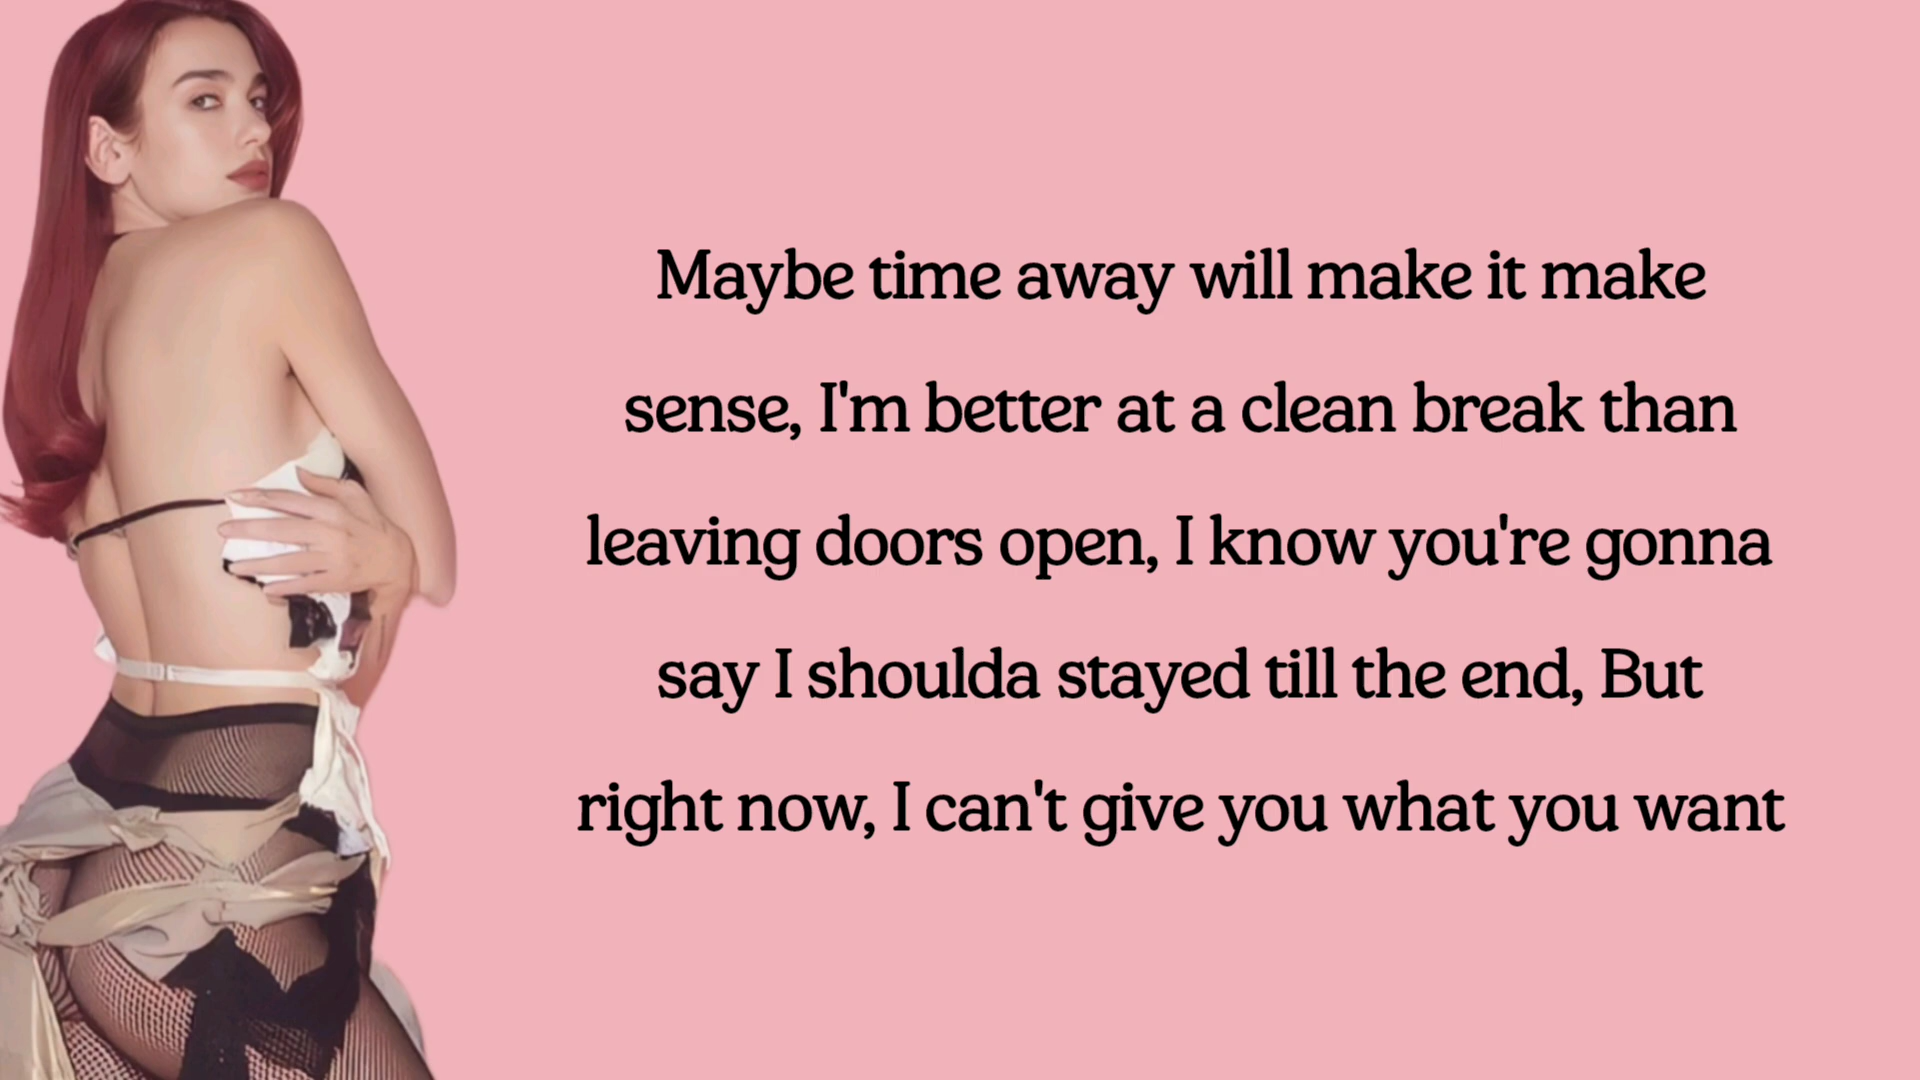 Maybe time away will make it make
sense, I'm better at a clean break than
leaving doors open, I know you're gonna
say I shoulda stayed till the end, But
right now, I can't give you what you want